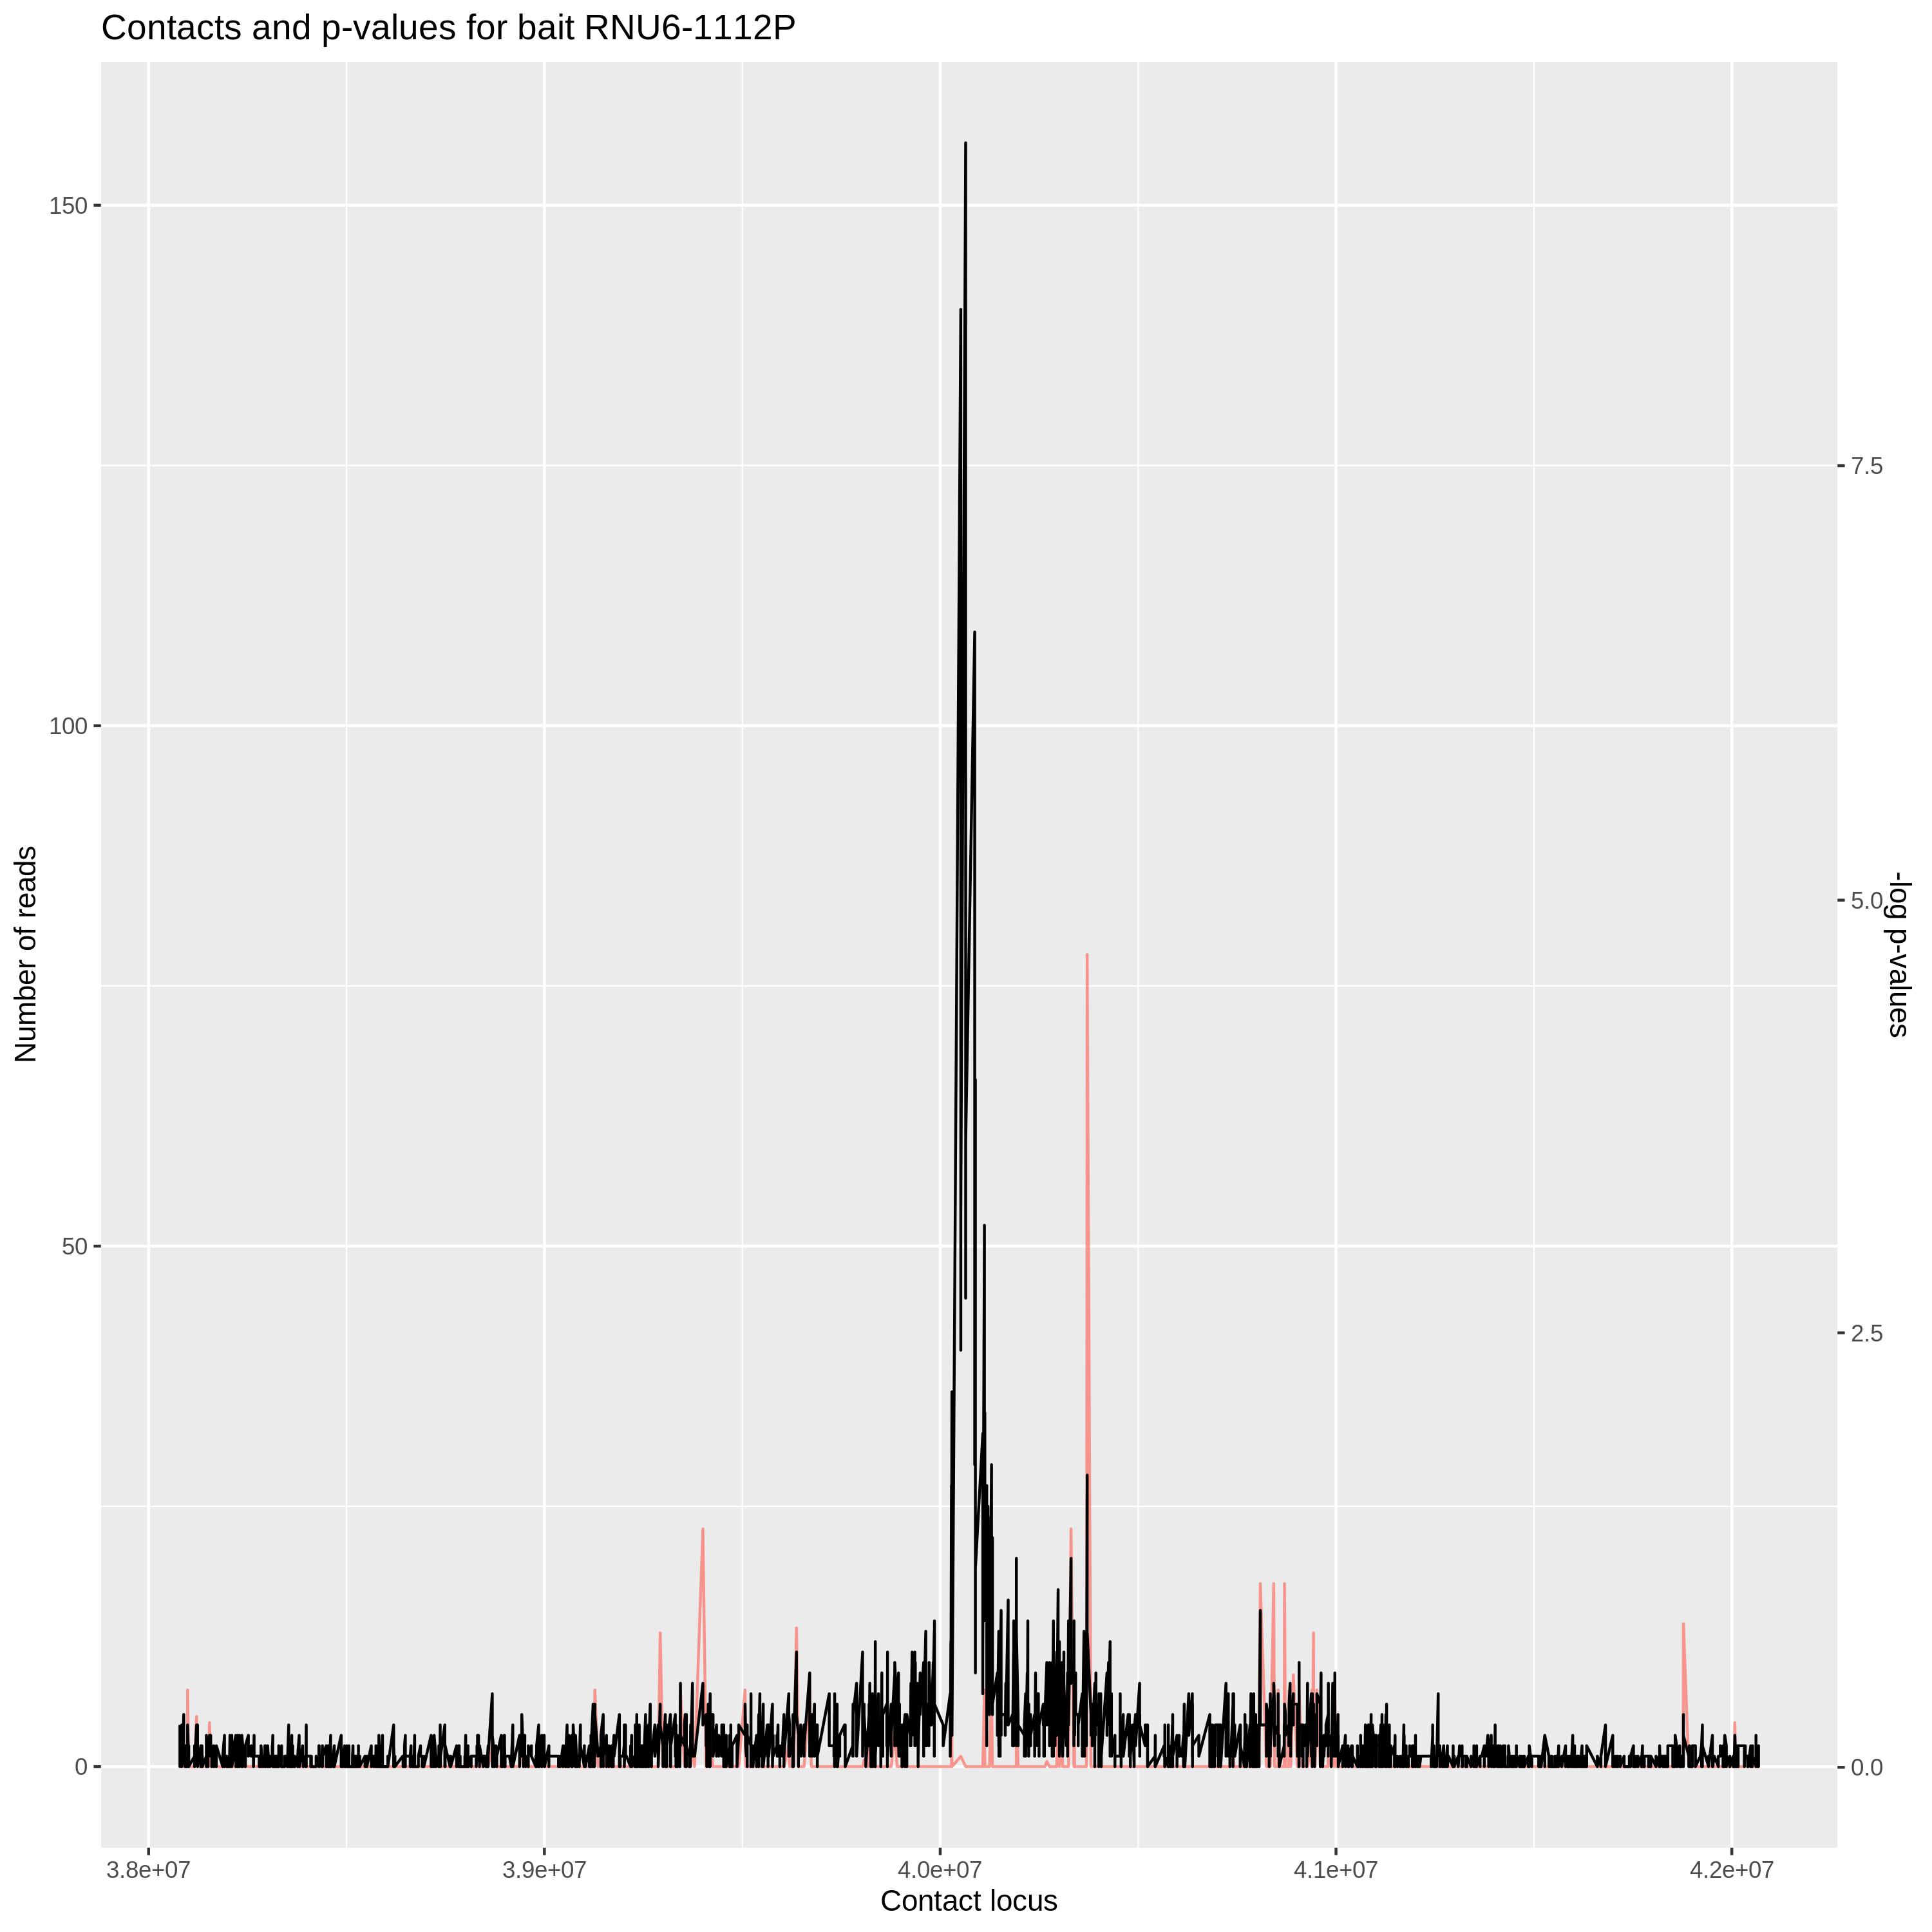 Contacts and p-values for bait RNU6-1112P
150
100
50
0
Number of reads
7.5
5.0
2.5
0.0
-log p-values
3.8e+07
3.9e+07
4.0e+07
4.1e+07
4.2e+07
Contact locus